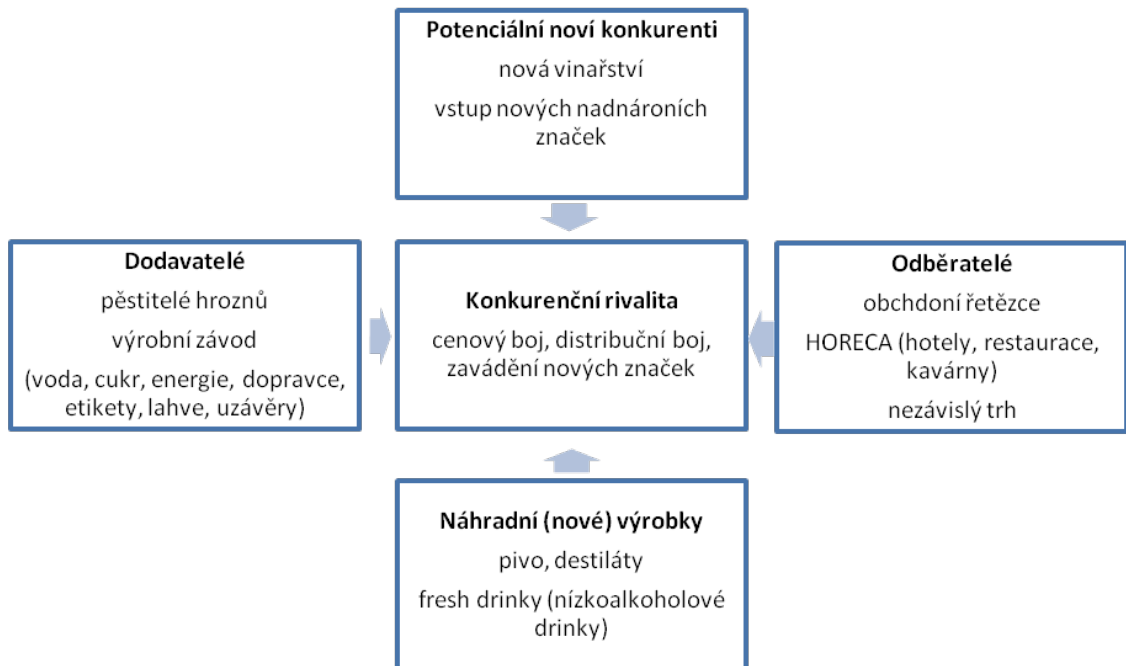 Potenciální noví konkurenti
nová vinařství
vstup nových nadnároních
značek
Dodavatelé
pěstitelé hroznů
výrobní závod
(voda, cukr, energie, dopravce,
etikety, lahve, uzávěry)
Konkurenční rivalita
cenový boj, distribuční boj,
zavádění nových značek
Odběratelé
obchdoní řetězce
HORECA (hotely, restaurace,
kavárny)
nezávislý trh
Náhradní (nové) výrobky
pivo, destiláty
fresh drinky (nízkoalkoholové
drinky)